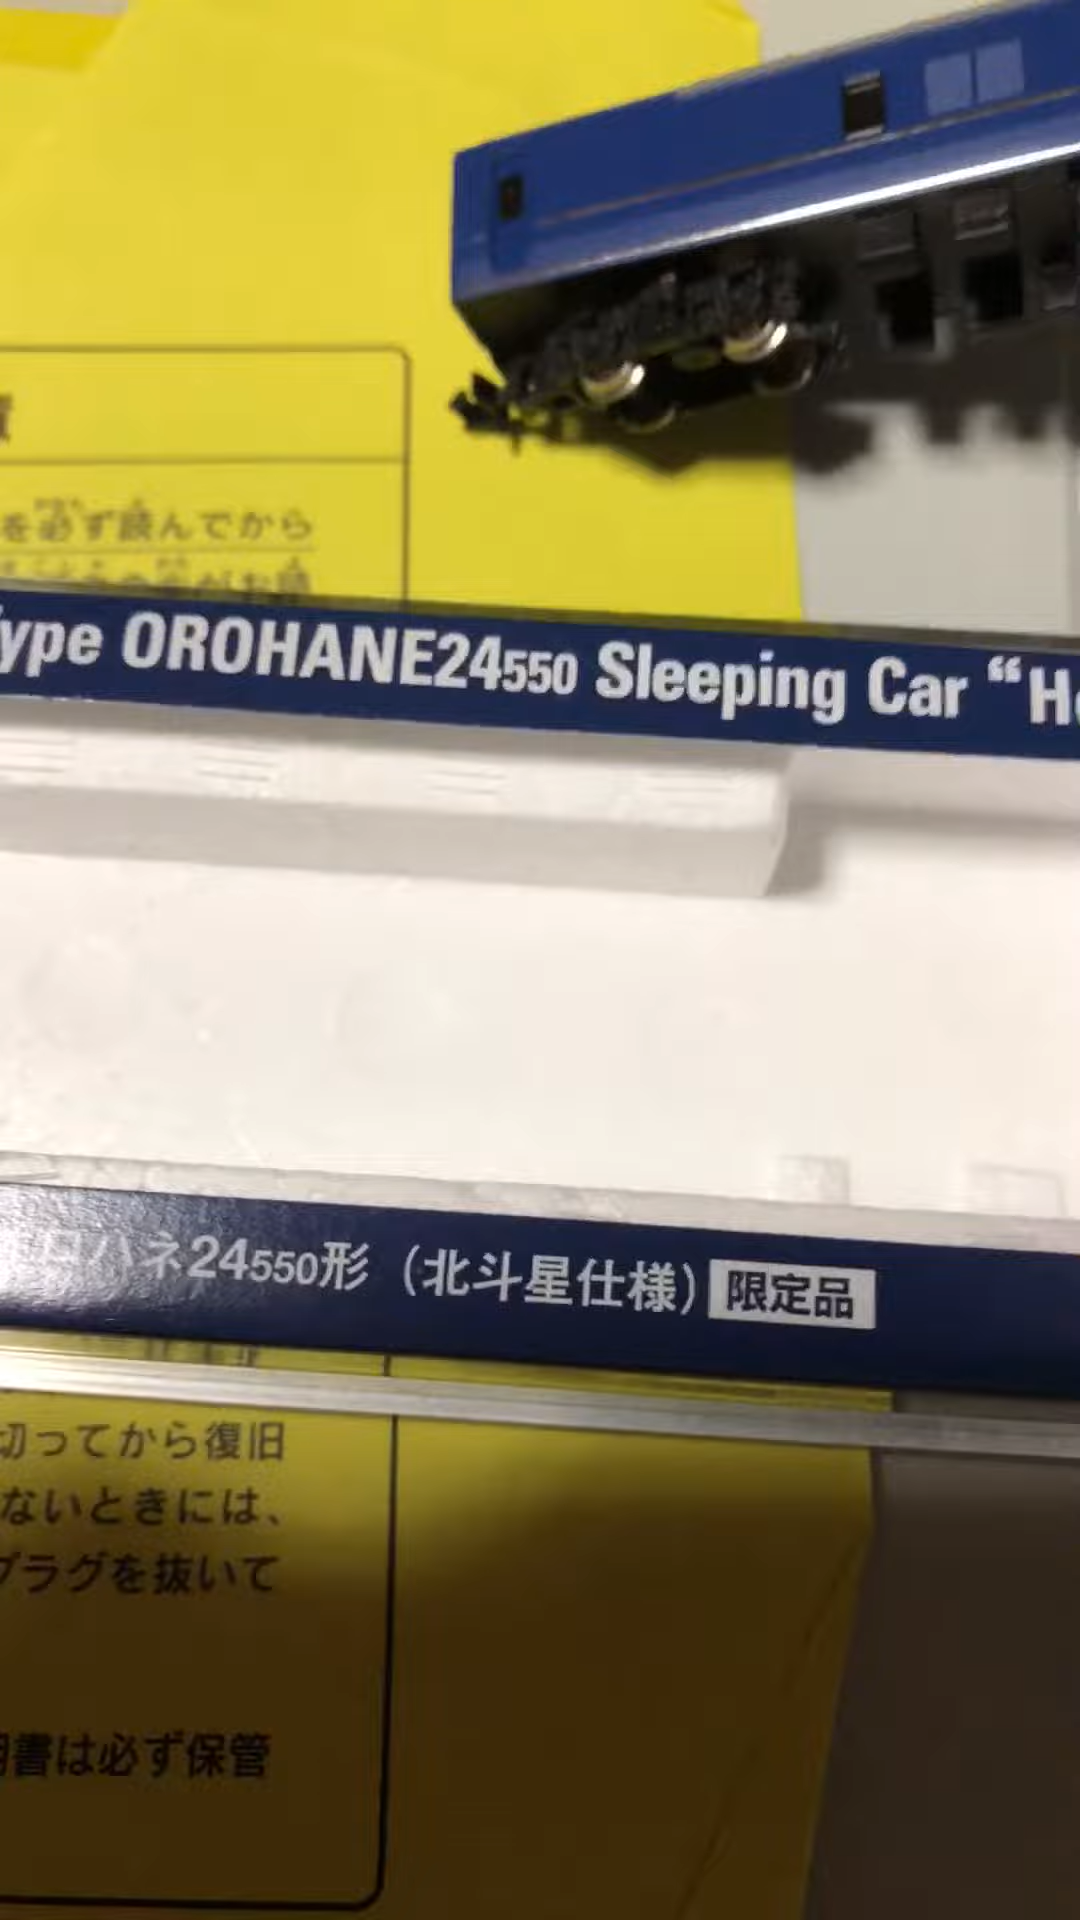 を必ず読んでから
ype OROHANE24550 Sleeping Car “H
ロハネ24550形（北斗星仕様）限定品
切ってから復旧
ないときには、
プラグを抜いて
書は必ず保管